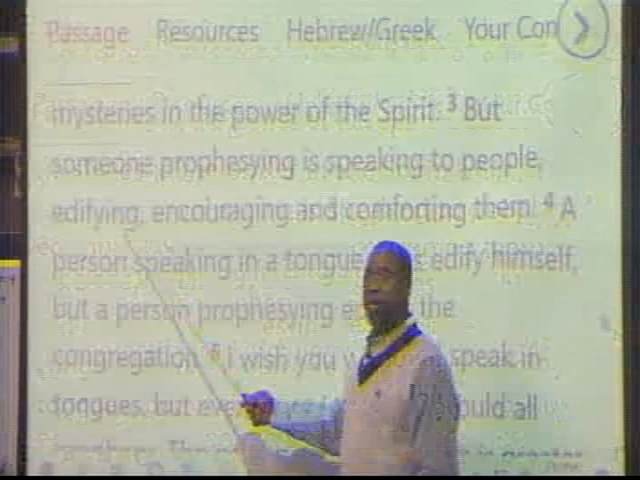 Passage Resources Hebrew/Greek Your Con
mysteries in the power of the Spirit. 3 But
someone prophesying is speaking to people,
edifying, encouraging and comforting them. 4 A
person speaking in a tongue edify himself,
but a person prophesying the
congregation. 5 I wish you speak in
tongues, but ould all